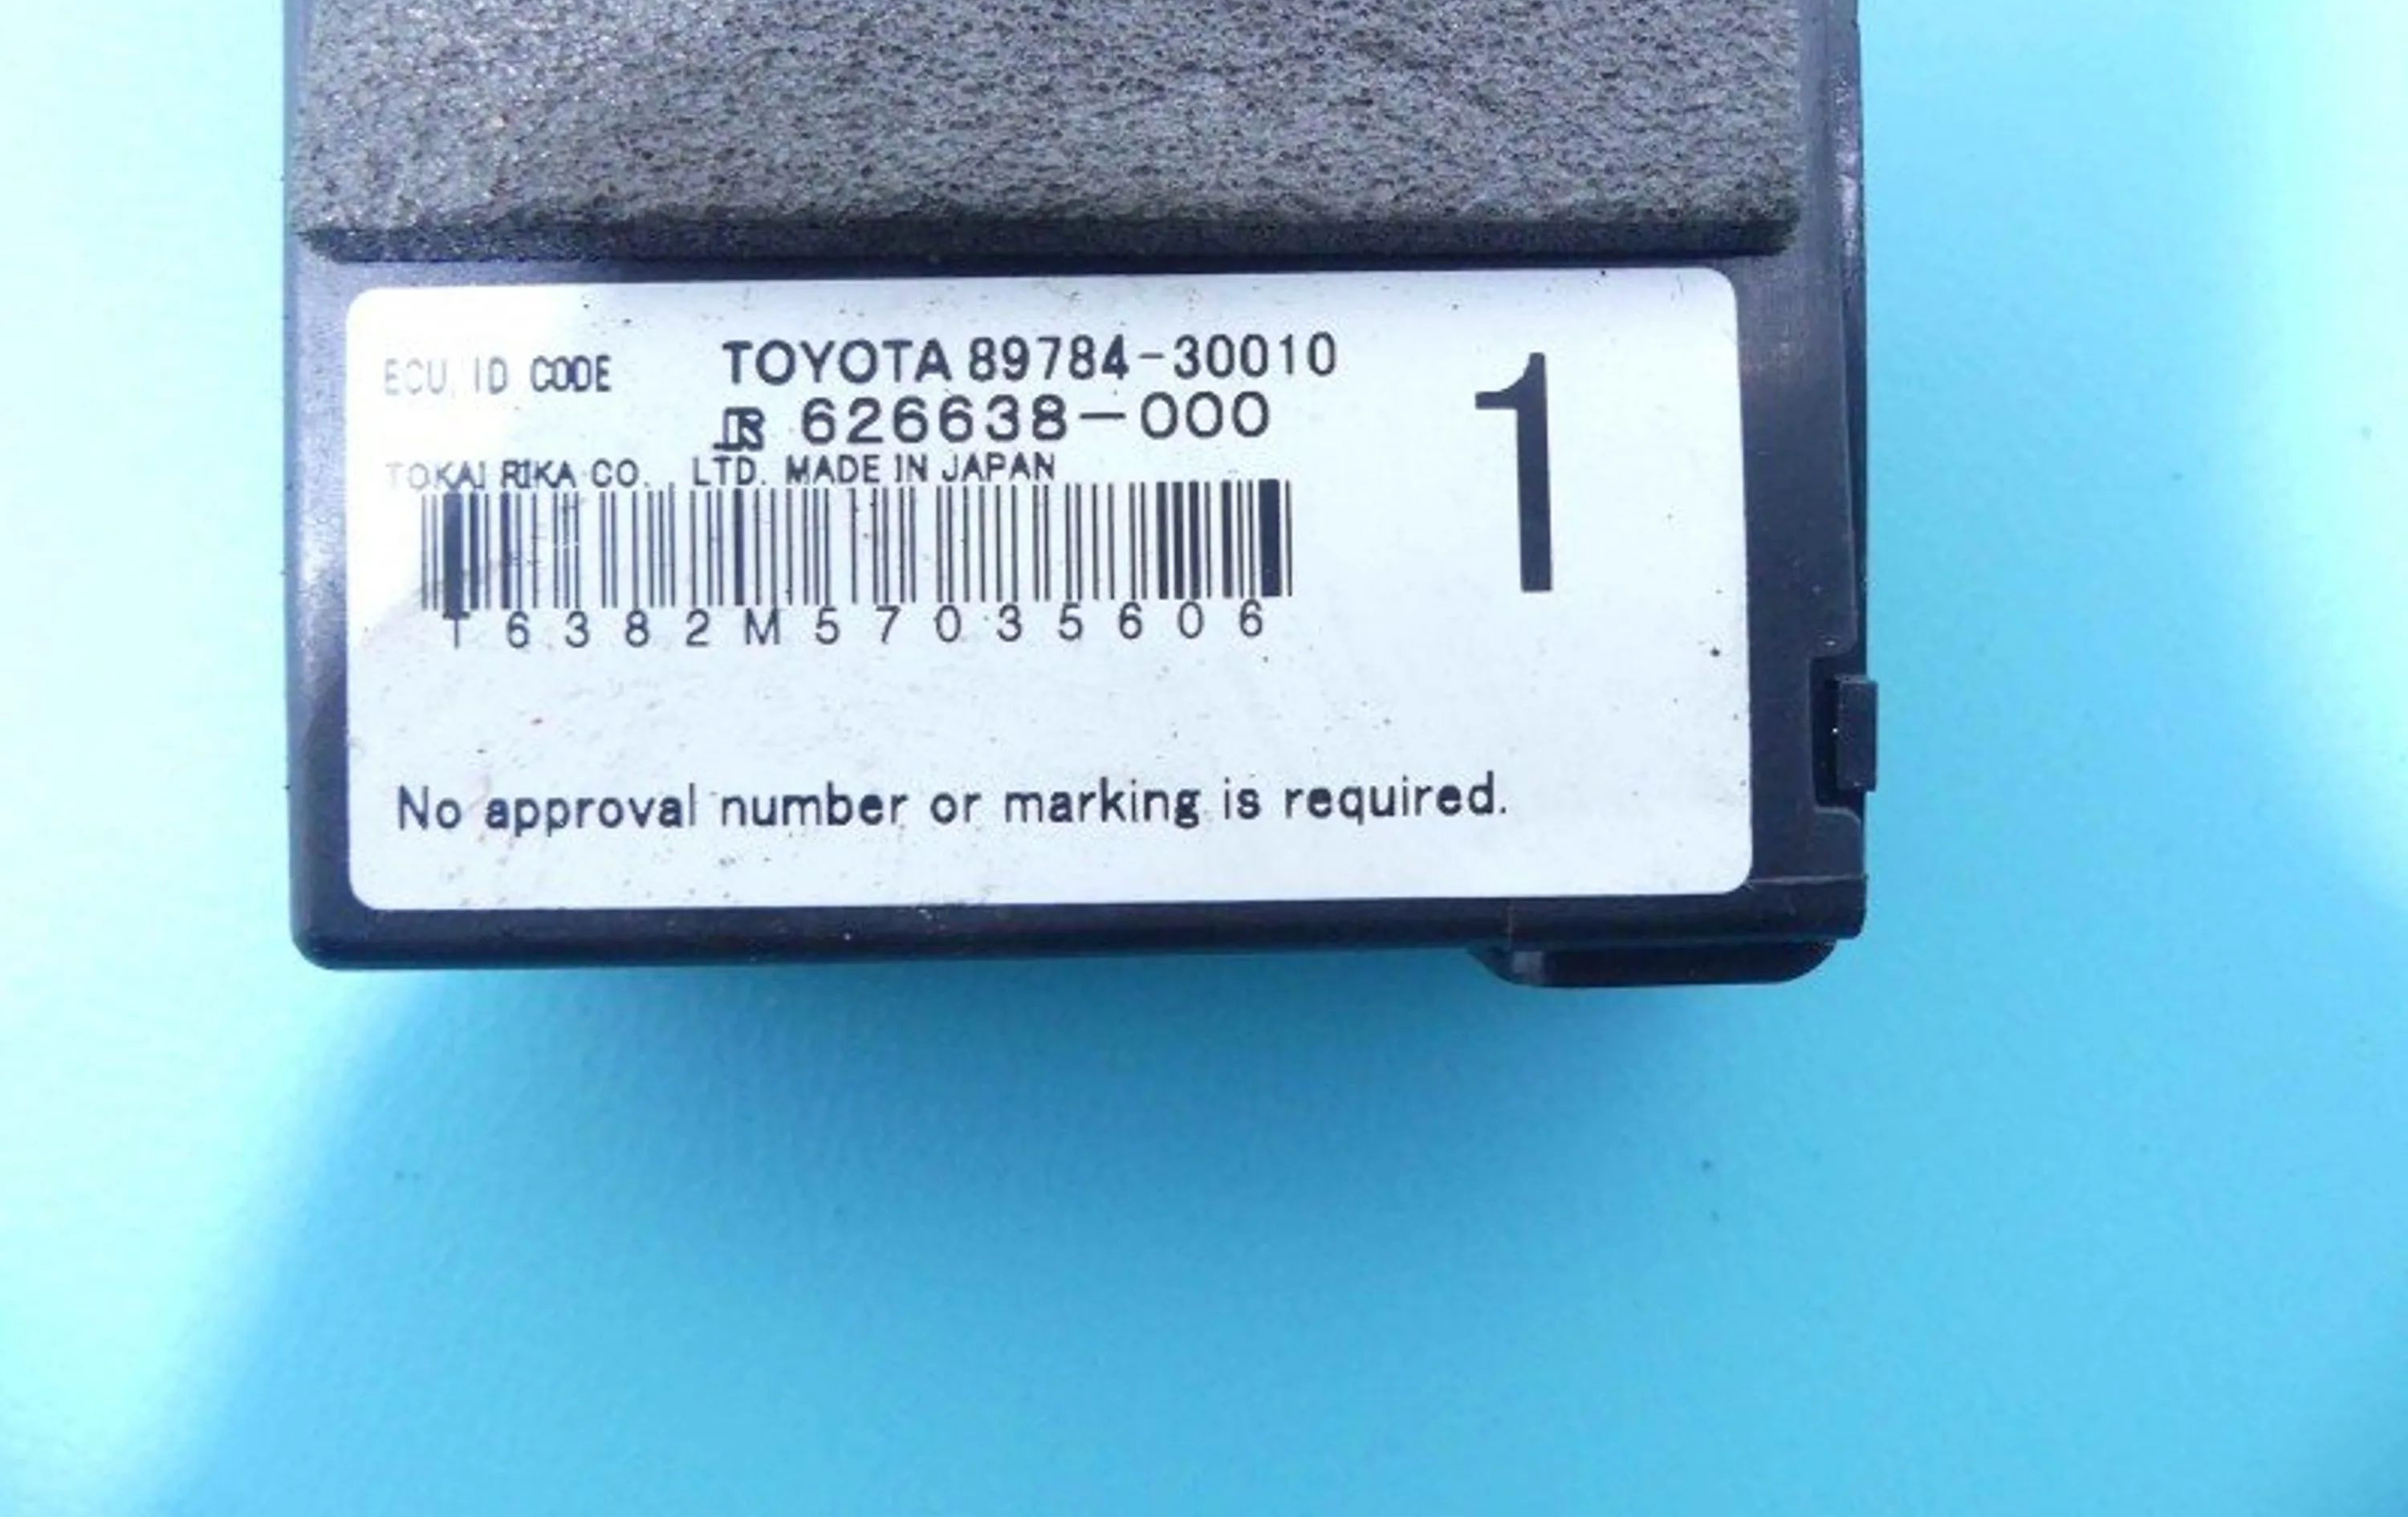 ECU, ID CODE TOYOTA 89784-30010
626638-000
1
TOKAI RIKA CO., LTD. MADE IN JAPAN
T6382M57035606
No approval number or marking is required.